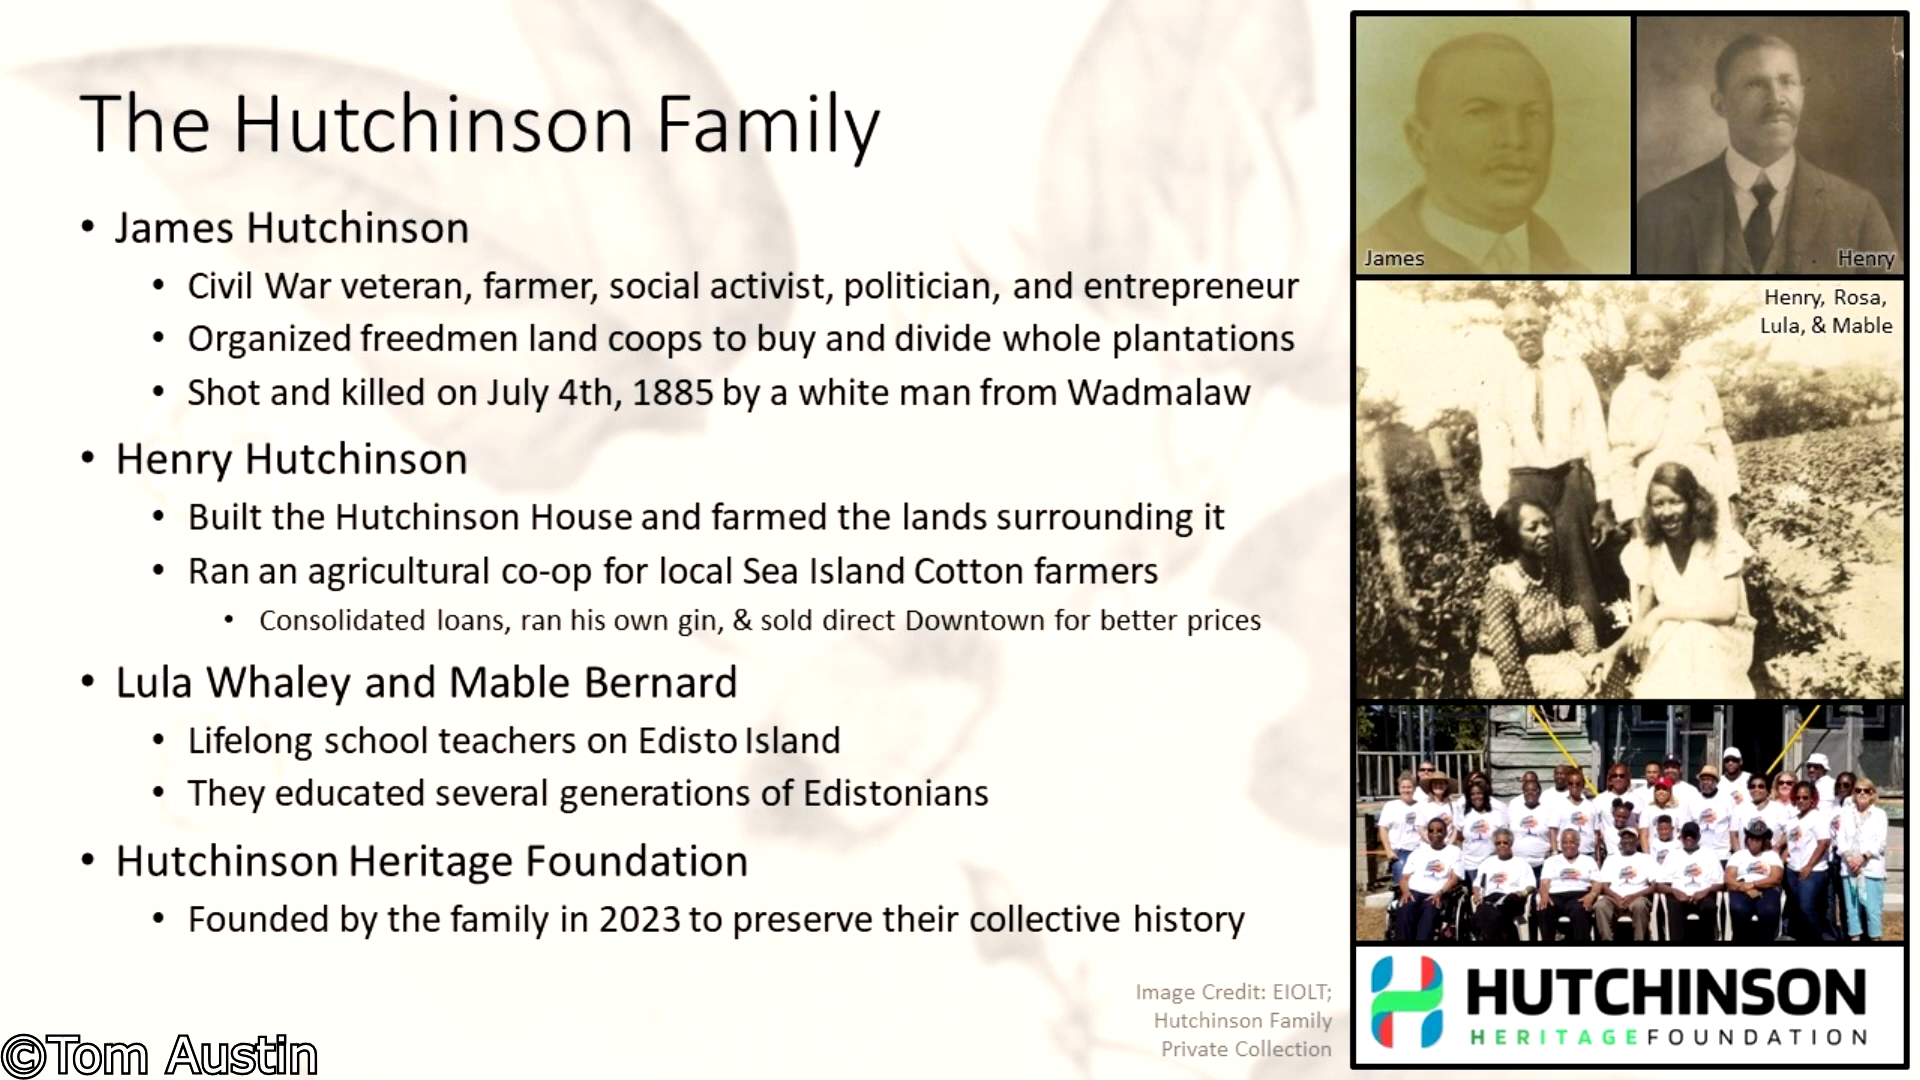 The Hutchinson Family
• James Hutchinson
• Civil War veteran, farmer, social activist, politician, and entrepreneur
• Organized freedmen land coops to buy and divide whole plantations
• Shot and killed on July 4th, 1885 by a white man from Wadmalaw
• Henry Hutchinson
• Built the Hutchinson House and farmed the lands surrounding it
• Ran an agricultural co-op for local Sea Island Cotton farmers
• Consolidated loans, ran his own gin, & sold direct Downtown for better prices
• Lula Whaley and Mable Bernard
• Lifelong school teachers on Edisto Island
• They educated several generations of Edistonians
• Hutchinson Heritage Foundation
• Founded by the family in 2023 to preserve their collective history
James
Henry
Henry, Rosa,
Lula, & Mable
Image Credit: EIOLT;
Hutchinson Family
Private Collection
HUTCHINSON
HERITAGE FOUNDATION
©Tom Austin